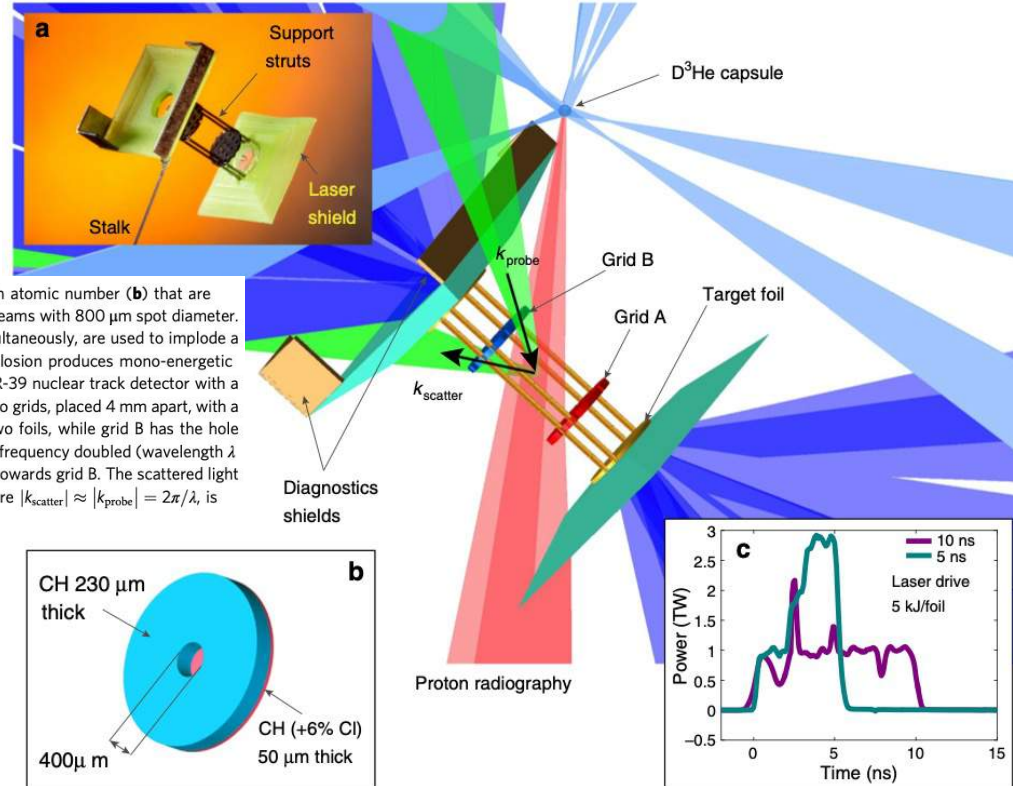 a
Support
struts
Laser
shield
Stalk
D³He capsule
k_probe
Grid B
Grid A
Target foil
k_scatter
Diagnostics
shields
Proton radiography
atomic number (b) that are
eams with 800 μm spot diameter.
ultaneously, are used to implode a
losion produces mono-energetic
R-39 nuclear track detector with a
o grids, placed 4 mm apart, with a
wo foils, while grid B has the hole
frequency doubled (wavelength λ
owards grid B. The scattered light
re |k_scatter| ≈ |k_probe| = 2π/λ, is
b
CH 230 μm
thick
400μ m
CH (+6% Cl)
50 μm thick
c
10 ns
5 ns
Laser drive
5 kJ/foil
Power (TW)
3
2.5
2
1.5
1
0.5
0
−0.5
0 5 10 15
Time (ns)